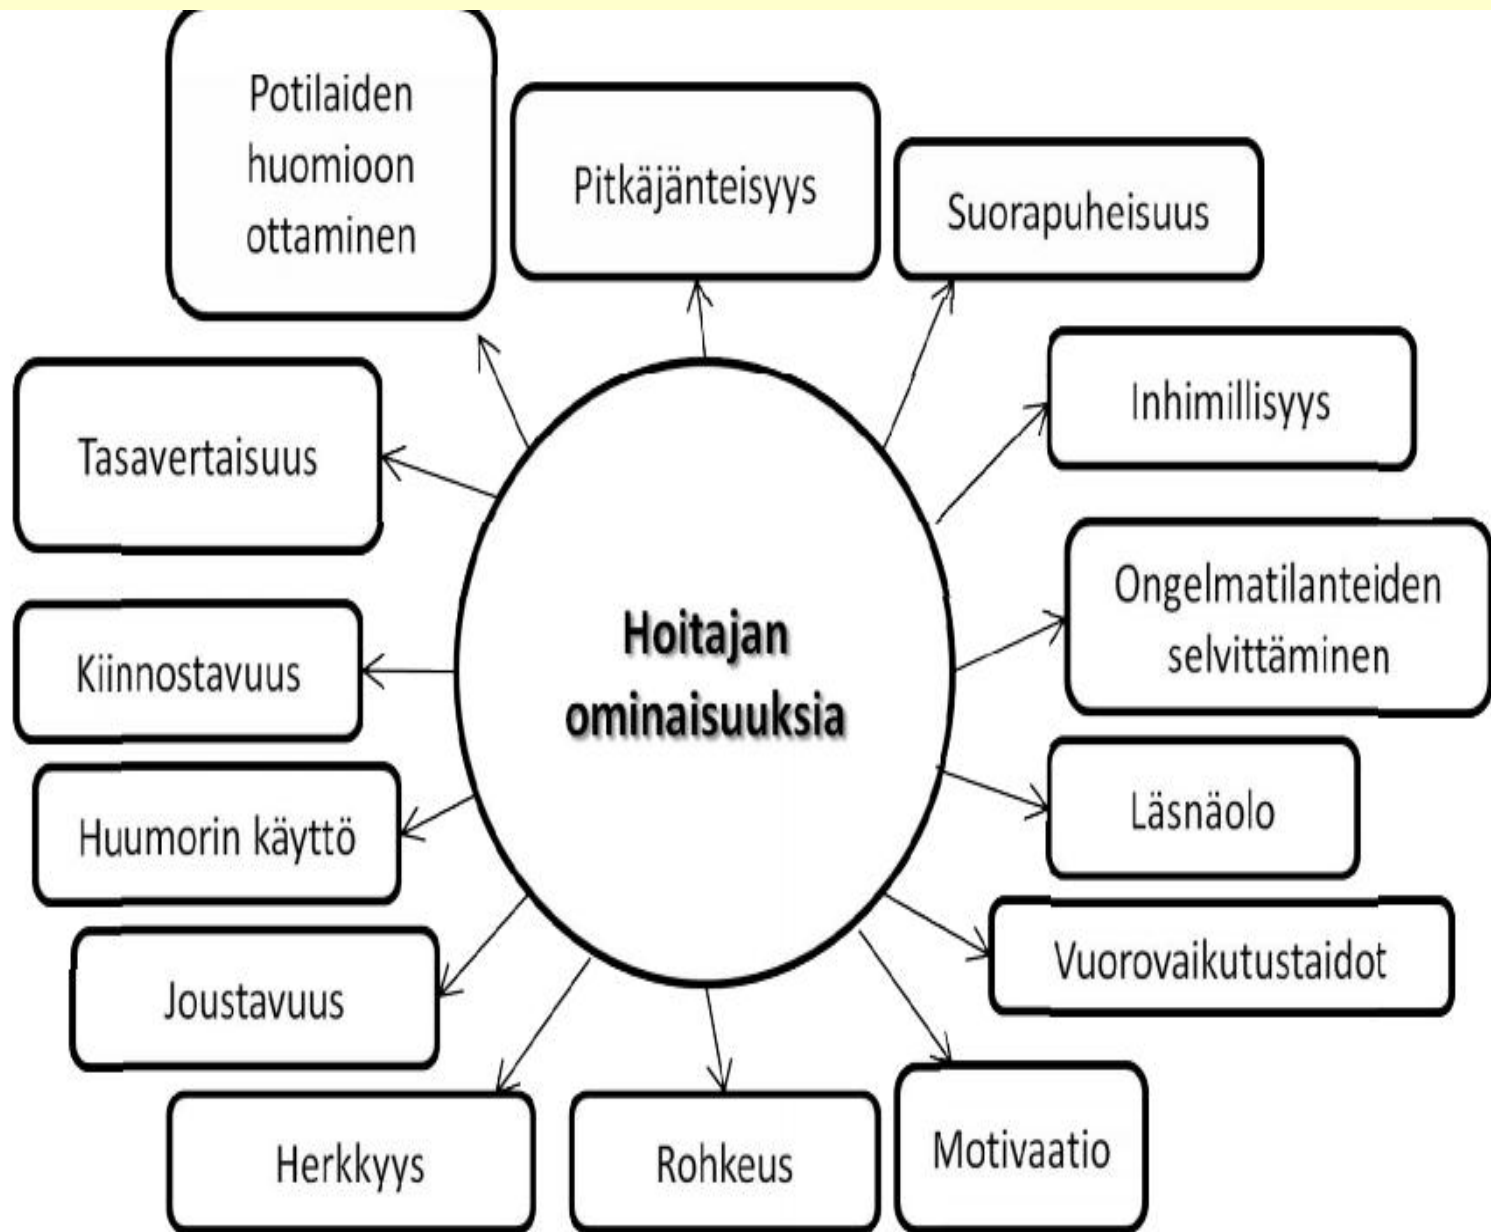 Potilaiden
huomioon
ottaminen
Pitkäjänteisyys
Suorapuheisuus
Inhimillisyys
Tasavertaisuus
Ongelmatilanteiden
selvittäminen
Hoitajan
ominaisuuksia
Kiinnostavuus
Läsnäolo
Huumorin käyttö
Vuorovaikutustaidot
Joustavuus
Herkkyys
Rohkeus
Motivaatio